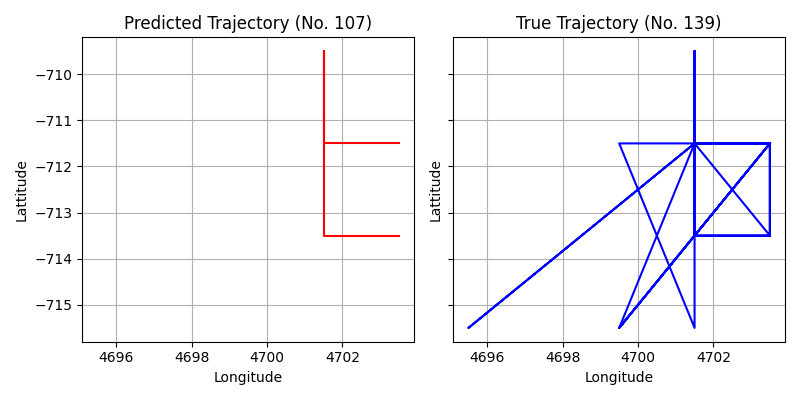 Predicted Trajectory (No. 107)
True Trajectory (No. 139)
−710
−711
−712
−713
−714
−715
Lattitude
Lattitude
4696
4698
4700
4702
4696
4698
4700
4702
Longitude
Longitude